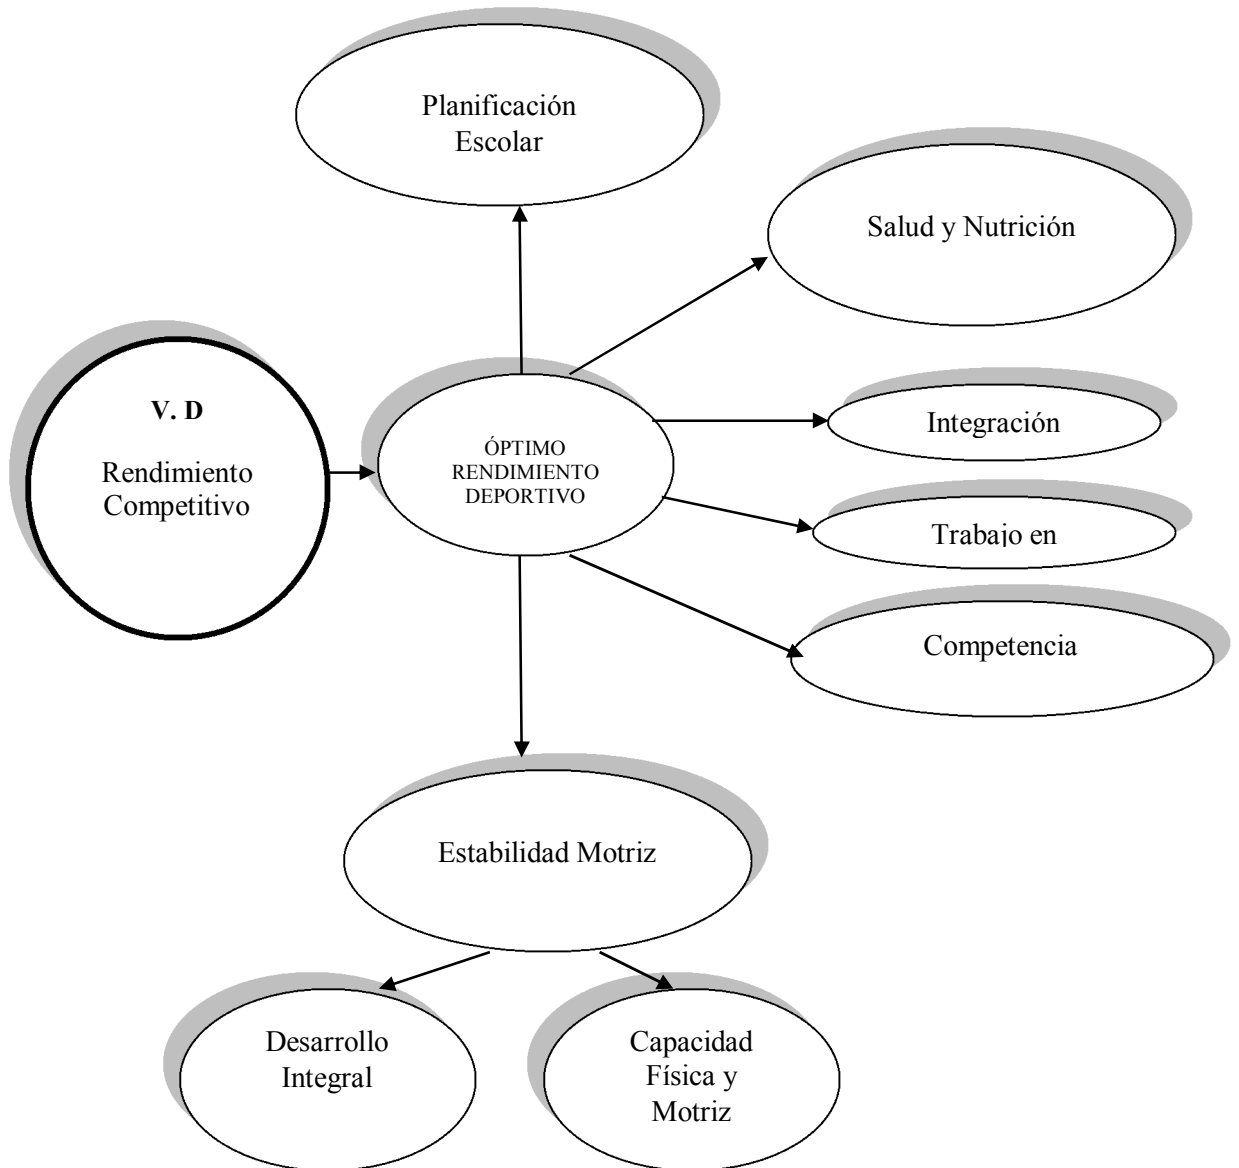 Planificación
Escolar
Salud y Nutrición
V. D
Rendimiento
Competitivo
ÓPTIMO
RENDIMIENTO
DEPORTIVO
Integración
Trabajo en
Competencia
Estabilidad Motriz
Desarrollo
Integral
Capacidad
Física y
Motriz